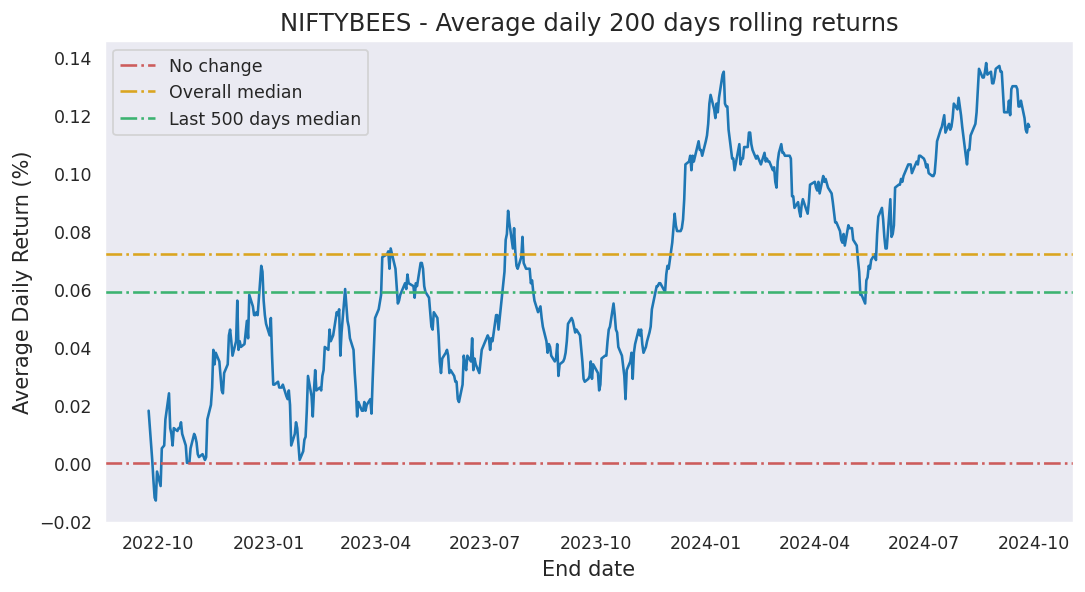 NIFTYBEES - Average daily 200 days rolling returns
No change
Overall median
Last 500 days median
Average Daily Return (%)
0.14
0.12
0.10
0.08
0.06
0.04
0.02
0.00
−0.02
2022-10 2023-01 2023-04 2023-07 2023-10 2024-01 2024-04 2024-07 2024-10
End date